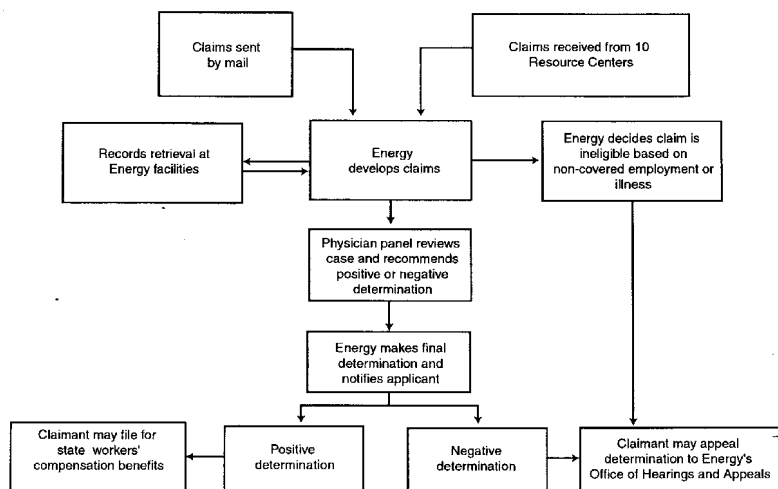 Claims sent
by mail
Claims received from 10
Resource Centers
Records retrieval at
Energy facilities
Energy
develops claims
Energy decides claim is
ineligible based on
non-covered employment or
illness
Physician panel reviews
case and recommends
positive or negative
determination
Energy makes final
determination and
notifies applicant
Claimant may file for
state workers'
compensation benefits
Positive
determination
Negative
determination
Claimant may appeal
determination to Energy's
Office of Hearings and Appeals